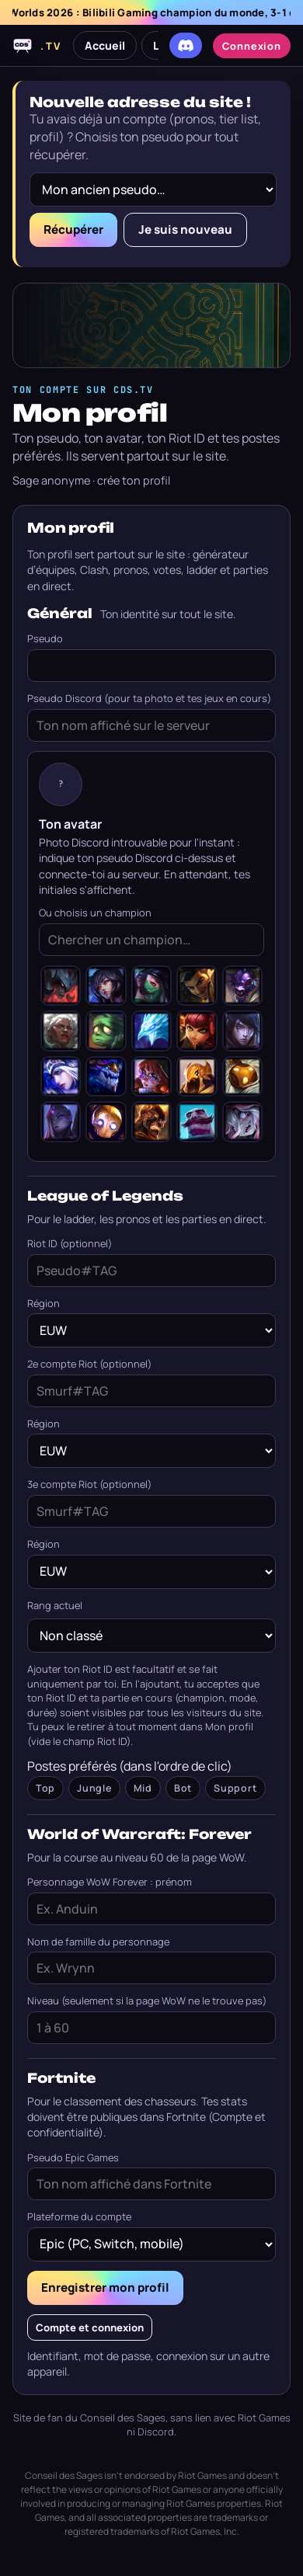 Worlds 2026 : Bilibili Gaming champion du monde, 3-1
CDS .TV Accueil L Connexion
Nouvelle adresse du site !
Tu avais déjà un compte (pronos, tier list,
profil) ? Choisis ton pseudo pour tout
récupérer.
Mon ancien pseudo…
Récupérer Je suis nouveau
TON COMPTE SUR CDS.TV
Mon profil
Ton pseudo, ton avatar, ton Riot ID et tes postes
préférés. Ils servent partout sur le site.
Sage anonyme · crée ton profil
Mon profil
Ton profil sert partout sur le site : générateur
d'équipes, Clash, pronos, votes, ladder et parties
en direct.
Général Ton identité sur tout le site.
Pseudo
Pseudo Discord (pour ta photo et tes jeux en cours)
Ton nom affiché sur le serveur
?
Ton avatar
Photo Discord introuvable pour l'instant :
indique ton pseudo Discord ci-dessus et
connecte-toi au serveur. En attendant, tes
initiales s'affichent.
Ou choisis un champion
Chercher un champion…
League of Legends
Pour le ladder, les pronos et les parties en direct.
Riot ID (optionnel)
Pseudo#TAG
Région
EUW
2e compte Riot (optionnel)
Smurf#TAG
Région
EUW
3e compte Riot (optionnel)
Smurf#TAG
Région
EUW
Rang actuel
Non classé
Ajouter ton Riot ID est facultatif et se fait
uniquement par toi. En l'ajoutant, tu acceptes que
ton Riot ID et ta partie en cours (champion, mode,
durée) soient visibles par tous les visiteurs du site.
Tu peux le retirer à tout moment dans Mon profil
(vide le champ Riot ID).
Postes préférés (dans l'ordre de clic)
Top Jungle Mid Bot Support
World of Warcraft: Forever
Pour la course au niveau 60 de la page WoW.
Personnage WoW Forever : prénom
Ex. Anduin
Nom de famille du personnage
Ex. Wrynn
Niveau (seulement si la page WoW ne le trouve pas)
1 à 60
Fortnite
Pour le classement des chasseurs. Tes stats
doivent être publiques dans Fortnite (Compte et
confidentialité).
Pseudo Epic Games
Ton nom affiché dans Fortnite
Plateforme du compte
Epic (PC, Switch, mobile)
Enregistrer mon profil
Compte et connexion
Identifiant, mot de passe, connexion sur un autre
appareil.
Site de fan du Conseil des Sages, sans lien avec Riot Games
ni Discord.
Conseil des Sages isn't endorsed by Riot Games and doesn't
reflect the views or opinions of Riot Games or anyone officially
involved in producing or managing Riot Games properties. Riot
Games, and all associated properties are trademarks or
registered trademarks of Riot Games, Inc.